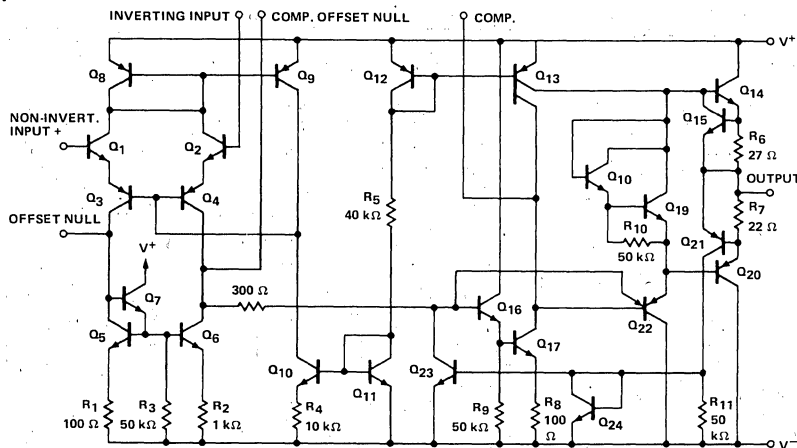 INVERTING INPUT
COMP. OFFSET NULL
COMP.
V+
Q8
Q9
Q12
Q13
Q14
Q15
R6
27 Ω
NON-INVERT.
INPUT +
Q1
Q2
Q3
Q4
Q10
Q19
R5
40 kΩ
R10
50 kΩ
OUTPUT
R7
22 Ω
Q21
Q20
OFFSET NULL
V+
Q7
300 Ω
Q5
Q6
Q16
Q22
Q17
Q10
Q11
Q23
Q24
R1
100 Ω
R3
50 kΩ
R2
1 kΩ
R4
10 kΩ
R9
50 kΩ
R8
100
Ω
R11
50
kΩ
V−